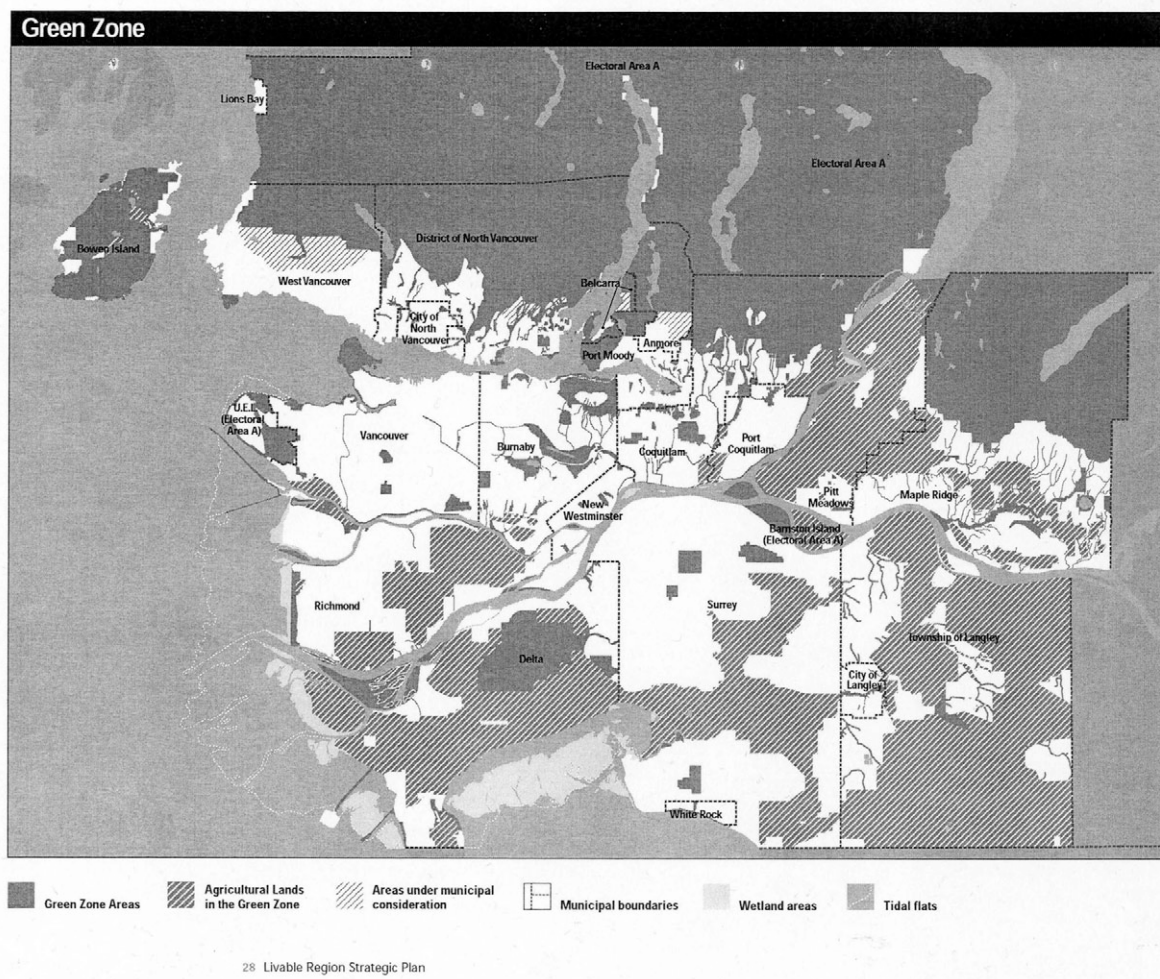 Green Zone
Electoral Area A
Lions Bay
Electoral Area A
Bowen Island
District of North Vancouver
West Vancouver
Belcarra
City of
North
Vancouver
Anmore
Port Moody
U.E.L.
(Electoral
Area A)
Vancouver
Burnaby
Coquitlam
Port
Coquitlam
New
Westminster
Pitt
Meadows
Maple Ridge
Barnston Island
(Electoral Area A)
Richmond
Surrey
Township of Langley
Delta
City of
Langley
White Rock
Green Zone Areas
Agricultural Lands
in the Green Zone
Areas under municipal
consideration
Municipal boundaries
Wetland areas
Tidal flats
28 Livable Region Strategic Plan